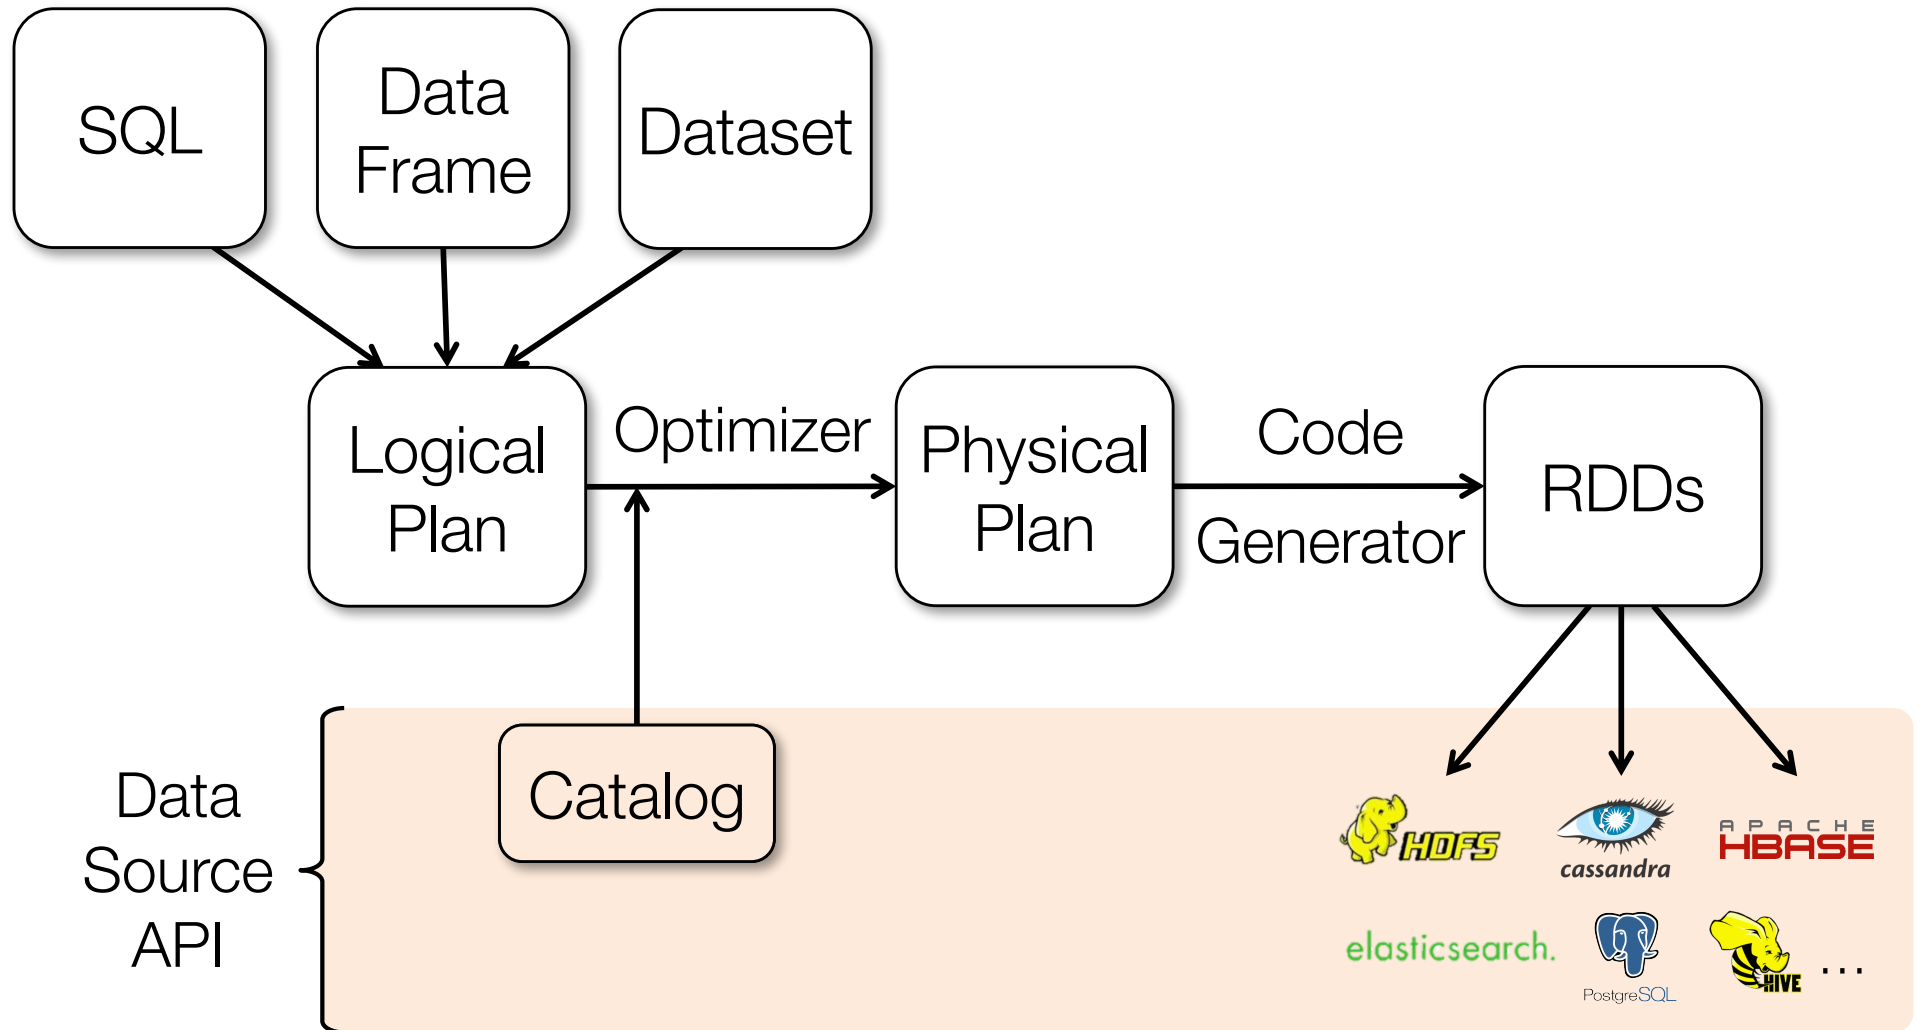 SQL
Data
Frame
Dataset
Logical
Plan
Optimizer
Physical
Plan
Code
Generator
RDDs
Data
Source
API
Catalog
HDFS
cassandra
APACHE
HBASE
elasticsearch.
PostgreSQL
HIVE
...